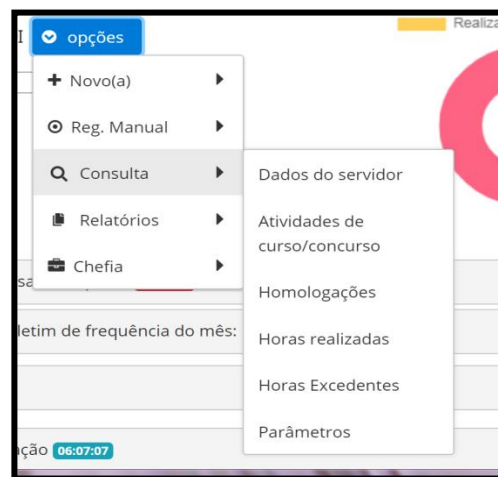 opções
Realiza
Novo(a)
Reg. Manual
Consulta
Relatórios
Chefia
Dados do servidor
Atividades de
curso/concurso
Homologações
Horas realizadas
Horas Excedentes
Parâmetros
letim de frequência do mês:
ção 06:07:07